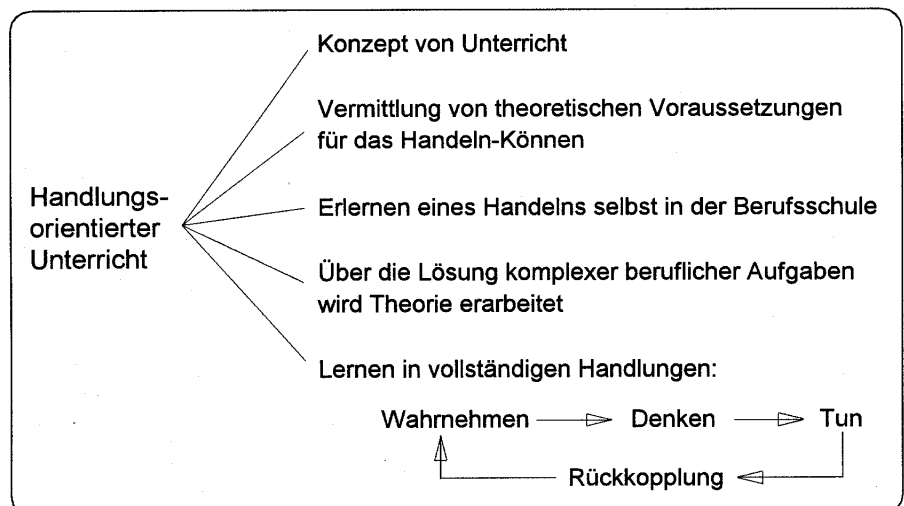 Konzept von Unterricht
Vermittlung von theoretischen Voraussetzungen
für das Handeln-Können
Handlungs-
orientierter
Unterricht
Erlernen eines Handelns selbst in der Berufsschule
Über die Lösung komplexer beruflicher Aufgaben
wird Theorie erarbeitet
Lernen in vollständigen Handlungen:
Wahrnehmen Denken Tun
Rückkopplung